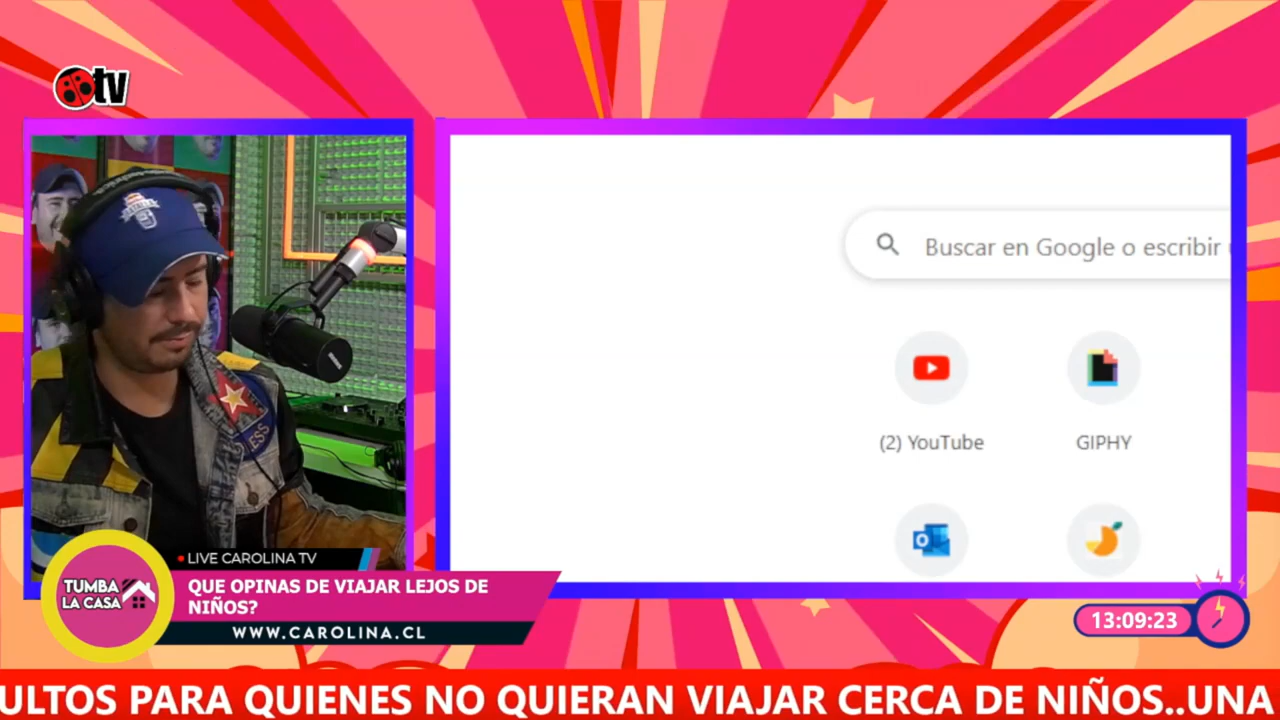 tv
Buscar en Google o escribir
(2) YouTube
GIPHY
LIVE CAROLINA TV
TUMBA
LA CASA
QUE OPINAS DE VIAJAR LEJOS DE
NIÑOS?
WWW.CAROLINA.CL
13:09:23
ULTOS PARA QUIENES NO QUIERAN VIAJAR CERCA DE NIÑOS..UNA